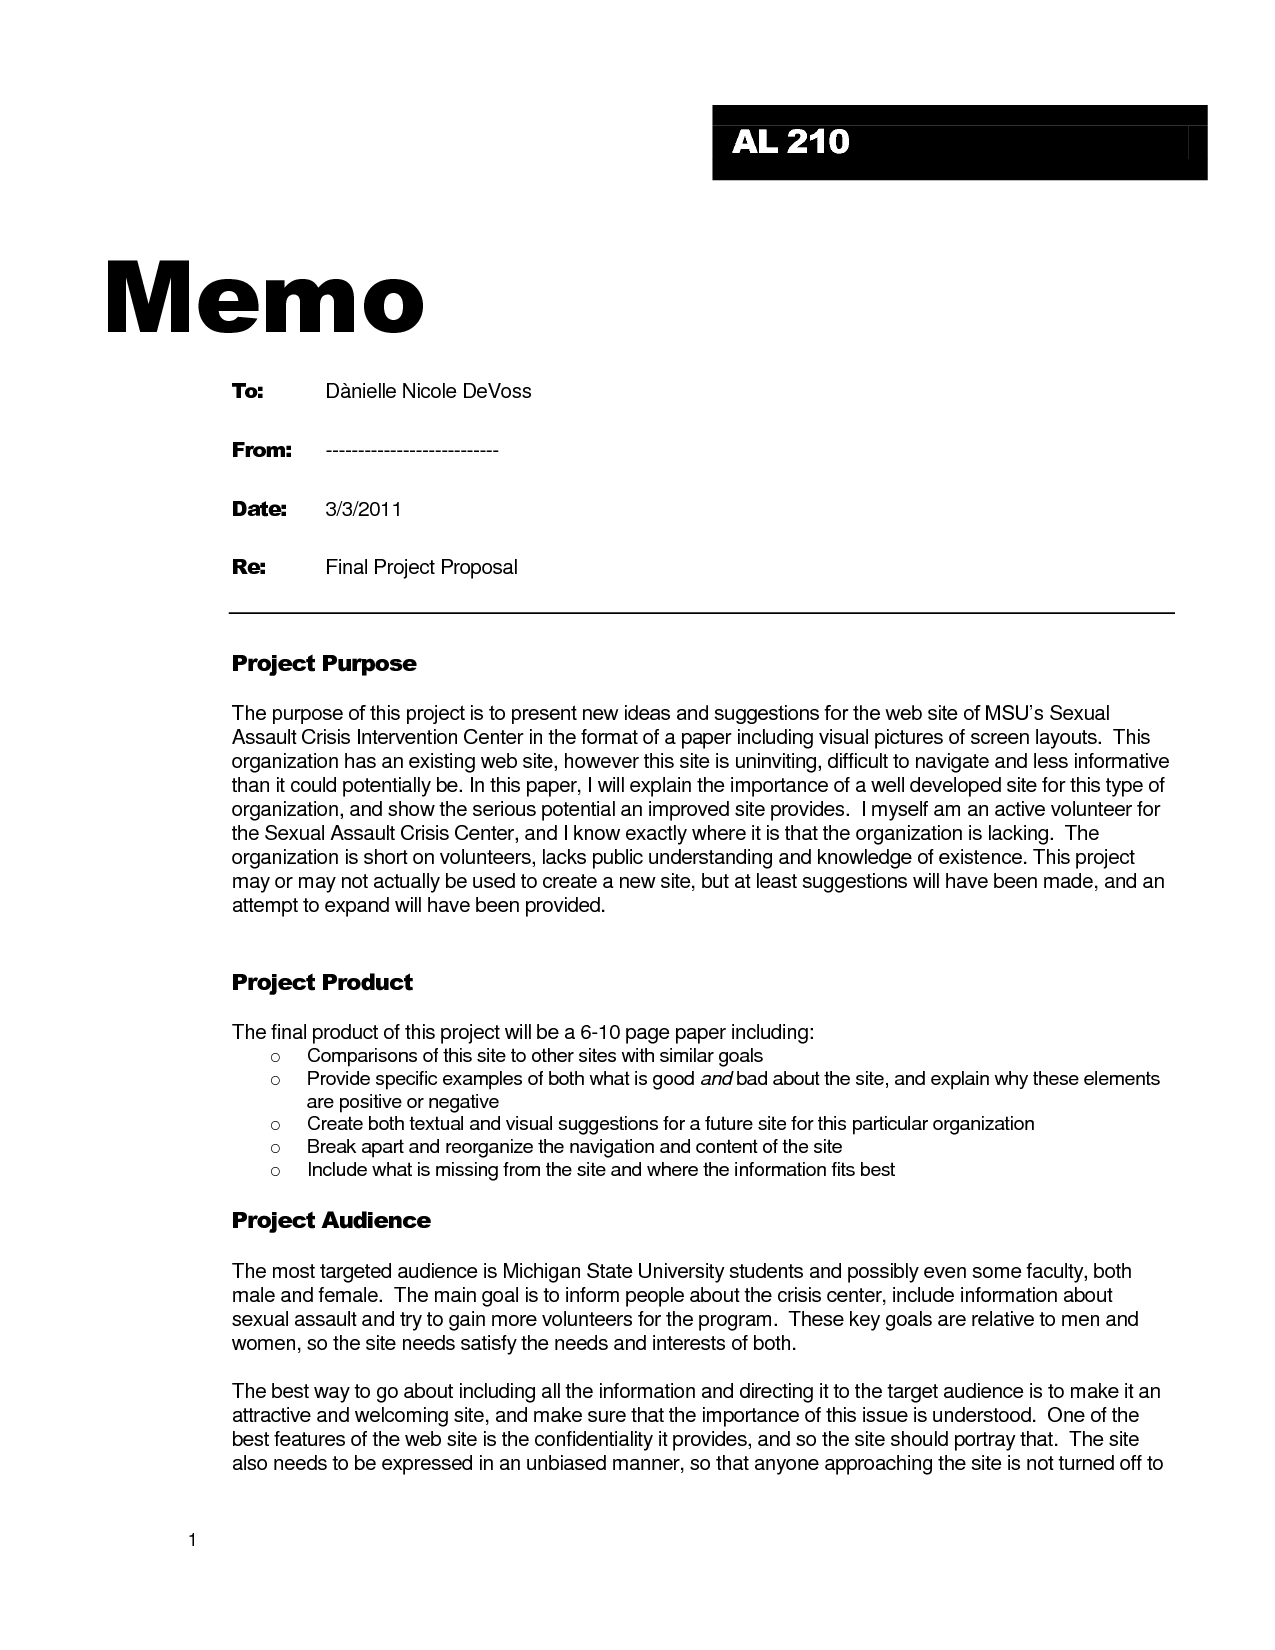 AL 210
Memo
To: Dànielle Nicole DeVoss
From: ---------------------------
Date: 3/3/2011
Re: Final Project Proposal
Project Purpose
The purpose of this project is to present new ideas and suggestions for the web site of MSU's Sexual
Assault Crisis Intervention Center in the format of a paper including visual pictures of screen layouts.  This
organization has an existing web site, however this site is uninviting, difficult to navigate and less informative
than it could potentially be. In this paper, I will explain the importance of a well developed site for this type of
organization, and show the serious potential an improved site provides.  I myself am an active volunteer for
the Sexual Assault Crisis Center, and I know exactly where it is that the organization is lacking.  The
organization is short on volunteers, lacks public understanding and knowledge of existence. This project
may or may not actually be used to create a new site, but at least suggestions will have been made, and an
attempt to expand will have been provided.
Project Product
The final product of this project will be a 6-10 page paper including:
o Comparisons of this site to other sites with similar goals
o Provide specific examples of both what is good and bad about the site, and explain why these elements
are positive or negative
o Create both textual and visual suggestions for a future site for this particular organization
o Break apart and reorganize the navigation and content of the site
o Include what is missing from the site and where the information fits best
Project Audience
The most targeted audience is Michigan State University students and possibly even some faculty, both
male and female.  The main goal is to inform people about the crisis center, include information about
sexual assault and try to gain more volunteers for the program.  These key goals are relative to men and
women, so the site needs satisfy the needs and interests of both.
The best way to go about including all the information and directing it to the target audience is to make it an
attractive and welcoming site, and make sure that the importance of this issue is understood.  One of the
best features of the web site is the confidentiality it provides, and so the site should portray that.  The site
also needs to be expressed in an unbiased manner, so that anyone approaching the site is not turned off to
1